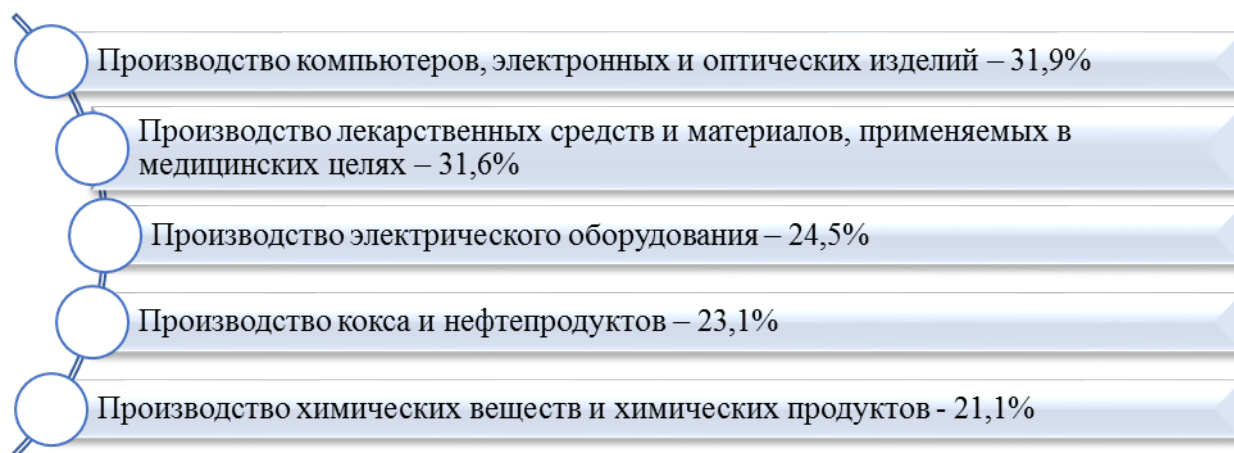 Производство компьютеров, электронных и оптических изделий – 31,9%
Производство лекарственных средств и материалов, применяемых в
медицинских целях – 31,6%
Производство электрического оборудования – 24,5%
Производство кокса и нефтепродуктов – 23,1%
Производство химических веществ и химических продуктов - 21,1%